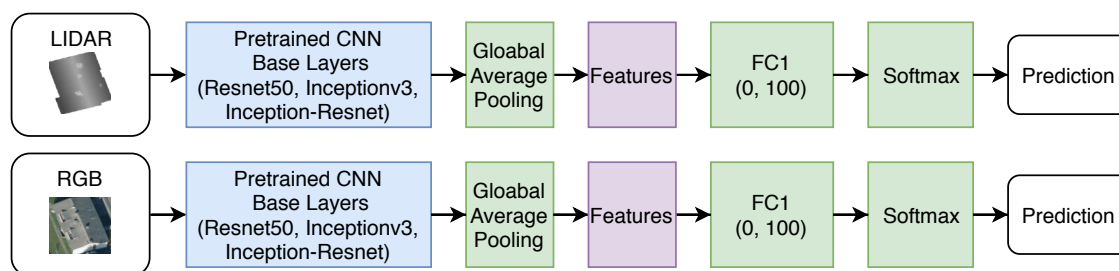 LIDAR
Pretrained CNN
Base Layers
(Resnet50, Inceptionv3,
Inception-Resnet)
Gloabal
Average
Pooling
Features
FC1
(0, 100)
Softmax
Prediction
RGB
Pretrained CNN
Base Layers
(Resnet50, Inceptionv3,
Inception-Resnet)
Gloabal
Average
Pooling
Features
FC1
(0, 100)
Softmax
Prediction